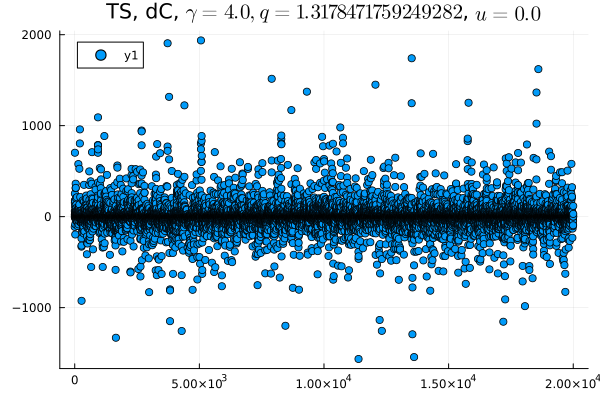 TS, dC, γ = 4.0, q = 1.3178471759249282, u = 0.0
y1
2000
1000
0
−1000
0 5.00×10³ 1.00×10⁴ 1.50×10⁴ 2.00×10⁴